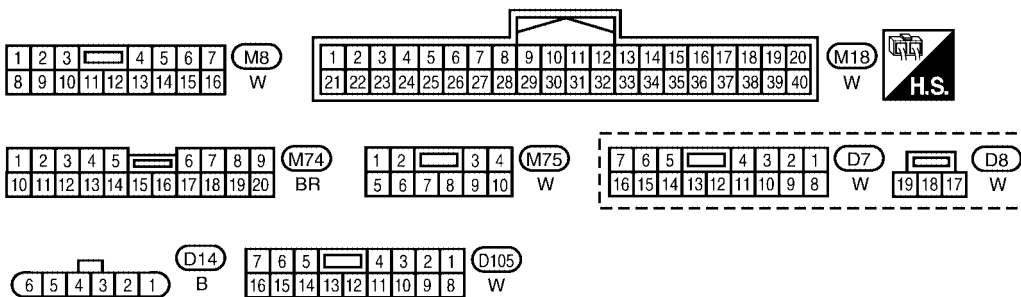 1 2 3 4 5 6 7 M8
8 9 10 11 12 13 14 15 16 W
1 2 3 4 5 6 7 8 9 10 11 12 13 14 15 16 17 18 19 20 M18
21 22 23 24 25 26 27 28 29 30 31 32 33 34 35 36 37 38 39 40 W
H.S.
1 2 3 4 5 6 7 8 9 M74
10 11 12 13 14 15 16 17 18 19 20 BR
1 2 3 4 M75
5 6 7 8 9 10 W
7 6 5 4 3 2 1 D7
16 15 14 13 12 11 10 9 8 W
D8
19 18 17 W
6 5 4 3 2 1 D14
B
7 6 5 4 3 2 1 D105
16 15 14 13 12 11 10 9 8 W